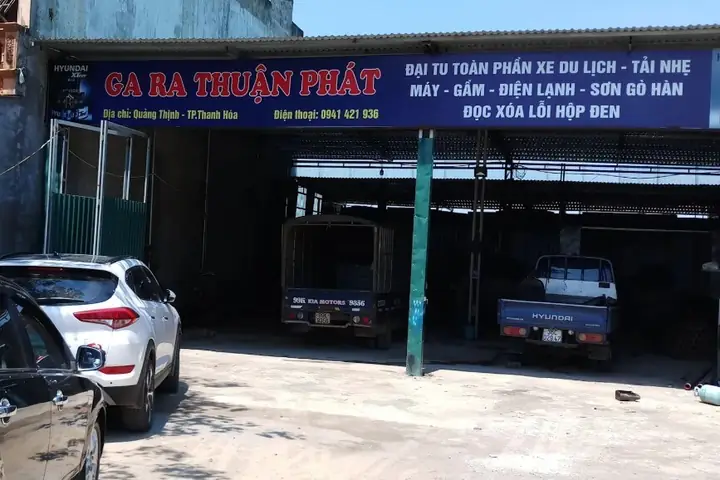 HYUNDAI
GA RA THUẬN PHÁT
Địa chỉ: Quảng Thịnh - TP.Thanh Hóa
Điện thoại: 0941 421 936
ĐẠI TU TOÀN PHẦN XE DU LỊCH - TẢI NHẸ
MÁY - GẦM - ĐIỆN LẠNH - SƠN GÒ HÀN
ĐỌC XÓA LỖI HỘP ĐEN
KIA MOTORS
HYUNDAI